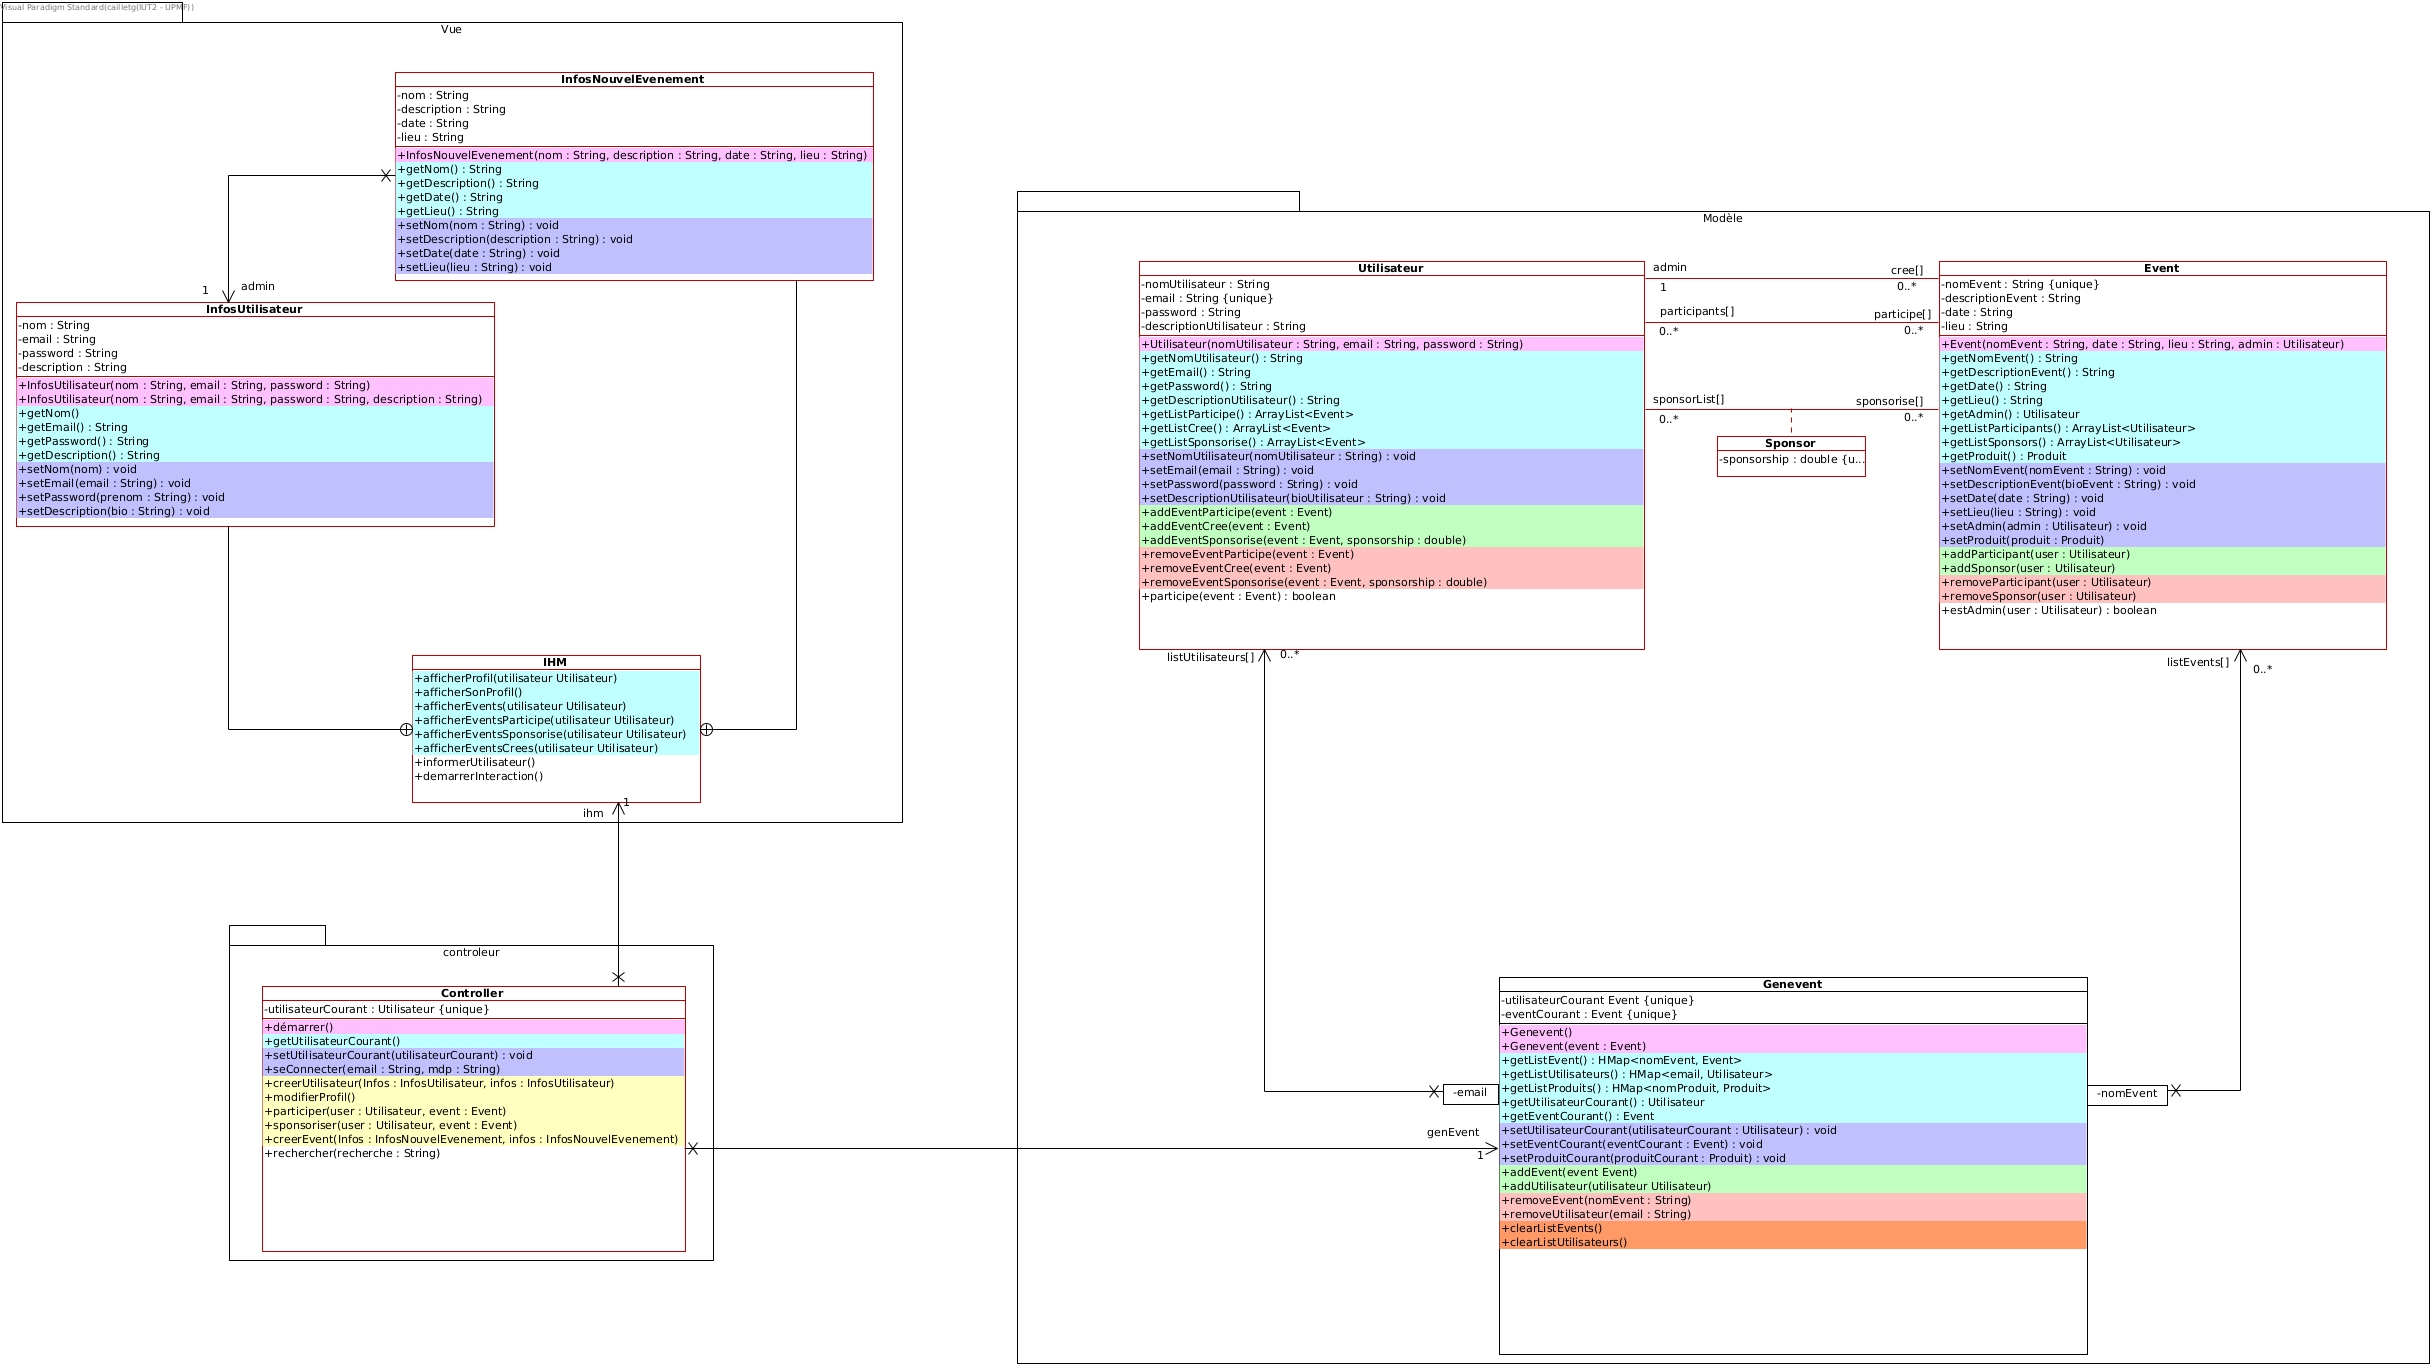 Visual Paradigm Standard(cailletg(IUT2 - UPMF))
Vue
InfosNouvelEvenement
-nom : String
-description : String
-date : String
-lieu : String
+InfosNouvelEvenement(nom : String, description : String, date : String, lieu : String)
+getNom() : String
+getDescription() : String
+getDate() : String
+getLieu() : String
+setNom(nom : String) : void
+setDescription(description : String) : void
+setDate(date : String) : void
+setLieu(lieu : String) : void
1
admin
InfosUtilisateur
-nom : String
-email : String
-password : String
-description : String
+InfosUtilisateur(nom : String, email : String, password : String)
+InfosUtilisateur(nom : String, email : String, password : String, description : String)
+getNom()
+getEmail() : String
+getPassword() : String
+getDescription() : String
+setNom(nom) : void
+setEmail(email : String) : void
+setPassword(prenom : String) : void
+setDescription(bio : String) : void
IHM
+afficherProfil(utilisateur Utilisateur)
+afficherSonProfil()
+afficherEvents(utilisateur Utilisateur)
+afficherEventsParticipe(utilisateur Utilisateur)
+afficherEventsSponsorise(utilisateur Utilisateur)
+afficherEventsCrees(utilisateur Utilisateur)
+informerUtilisateur()
+demarrerInteraction()
1
ihm
controleur
Controller
-utilisateurCourant : Utilisateur {unique}
+démarrer()
+getUtilisateurCourant()
+setUtilisateurCourant(utilisateurCourant) : void
+seConnecter(email : String, mdp : String)
+creerUtilisateur(Infos : InfosUtilisateur, infos : InfosUtilisateur)
+modifierProfil()
+participer(user : Utilisateur, event : Event)
+sponsoriser(user : Utilisateur, event : Event)
+creerEvent(Infos : InfosNouvelEvenement, infos : InfosNouvelEvenement)
+rechercher(recherche : String)
genEvent
1
Modèle
Utilisateur
-nomUtilisateur : String
-email : String {unique}
-password : String
-descriptionUtilisateur : String
+Utilisateur(nomUtilisateur : String, email : String, password : String)
+getNomUtilisateur() : String
+getEmail() : String
+getPassword() : String
+getDescriptionUtilisateur() : String
+getListParticipe() : ArrayList<Event>
+getListCree() : ArrayList<Event>
+getListSponsorise() : ArrayList<Event>
+setNomUtilisateur(nomUtilisateur : String) : void
+setEmail(email : String) : void
+setPassword(password : String) : void
+setDescriptionUtilisateur(bioUtilisateur : String) : void
+addEventParticipe(event : Event)
+addEventCree(event : Event)
+addEventSponsorise(event : Event, sponsorship : double)
+removeEventParticipe(event : Event)
+removeEventCree(event : Event)
+removeEventSponsorise(event : Event, sponsorship : double)
+participe(event : Event) : boolean
admin
cree[]
1
0..*
participants[]
participe[]
0..*
0..*
sponsorList[]
sponsorise[]
0..*
0..*
Sponsor
-sponsorship : double {u...
Event
-nomEvent : String {unique}
-descriptionEvent : String
-date : String
-lieu : String
+Event(nomEvent : String, date : String, lieu : String, admin : Utilisateur)
+getNomEvent() : String
+getDescriptionEvent() : String
+getDate() : String
+getLieu() : String
+getAdmin() : Utilisateur
+getListParticipants() : ArrayList<Utilisateur>
+getListSponsors() : ArrayList<Utilisateur>
+getProduit() : Produit
+setNomEvent(nomEvent : String) : void
+setDescriptionEvent(bioEvent : String) : void
+setDate(date : String) : void
+setLieu(lieu : String) : void
+setAdmin(admin : Utilisateur) : void
+setProduit(produit : Produit) : void
+addParticipant(user : Utilisateur)
+addSponsor(user : Utilisateur)
+removeParticipant(user : Utilisateur)
+removeSponsor(user : Utilisateur)
+estAdmin(user : Utilisateur) : boolean
listUtilisateurs[]
0..*
listEvents[]
0..*
-email
-nomEvent
Genevent
-utilisateurCourant Event {unique}
-eventCourant : Event {unique}
+Genevent()
+Genevent(event : Event)
+getListEvent() : HMap<nomEvent, Event>
+getListUtilisateurs() : HMap<email, Utilisateur>
+getListProduits() : HMap<nomProduit, Produit>
+getUtilisateurCourant() : Utilisateur
+getEventCourant() : Event
+setUtilisateurCourant(utilisateurCourant : Utilisateur) : void
+setEventCourant(eventCourant : Event) : void
+setProduitCourant(produitCourant : Produit) : void
+addEvent(event Event)
+addUtilisateur(utilisateur Utilisateur)
+removeEvent(nomEvent : String)
+removeUtilisateur(email : String)
+clearListEvents()
+clearListUtilisateurs()